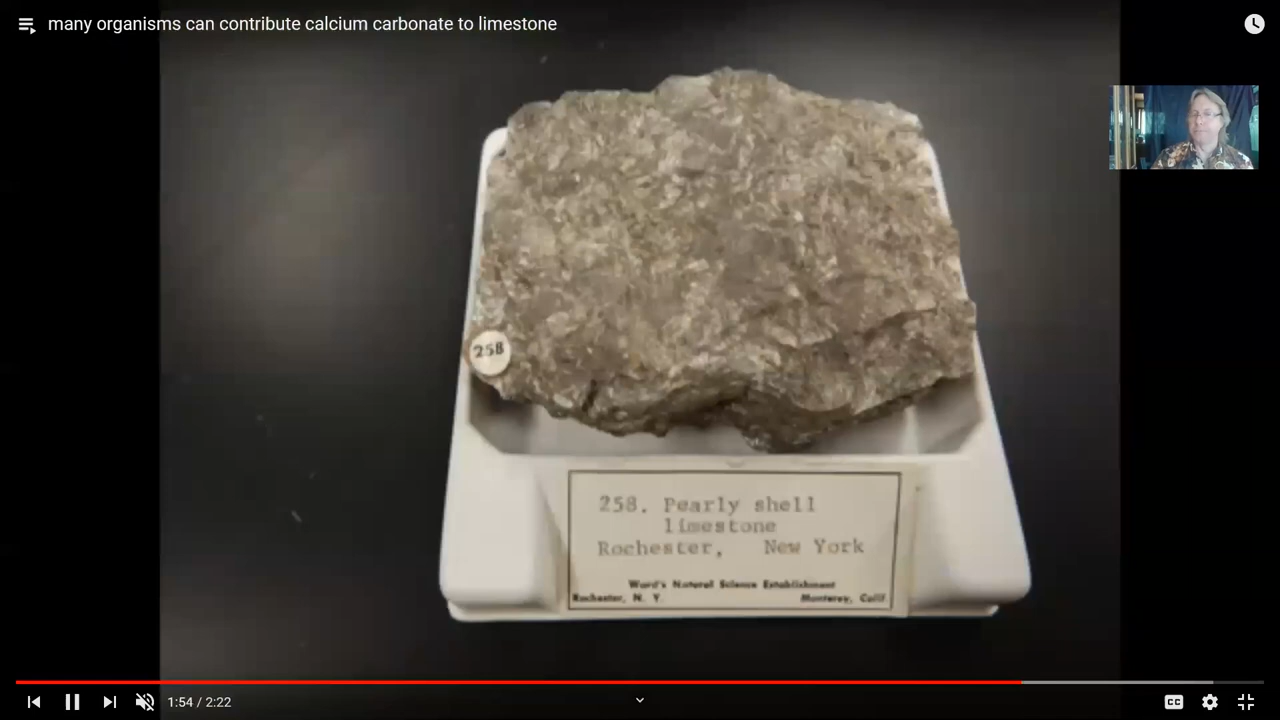 many organisms can contribute calcium carbonate to limestone
258
258. Pearly shell
limestone
Rochester, New York
Ward's Natural Science Establishment
Rochester, N. Y. Monterey, Calif
1:54 / 2:22
CC